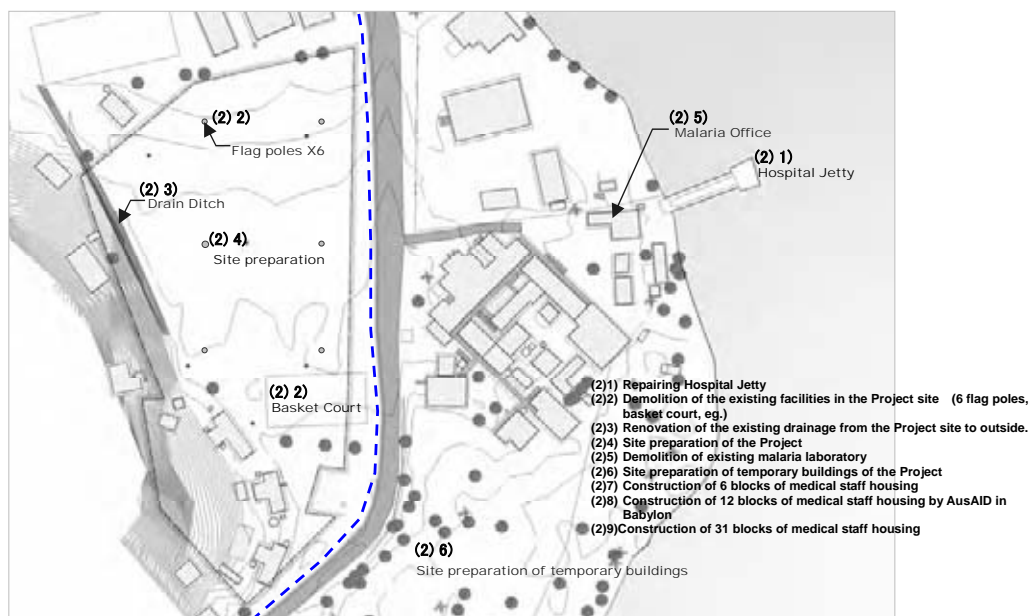 (2) 2)
Flag poles X6
(2) 5)
Malaria Office
(2) 1)
Hospital Jetty
(2) 3)
Drain Ditch
(2) 4)
Site preparation
(2) 2)
Basket Court
(2)1) Repairing Hospital Jetty
(2)2) Demolition of the existing facilities in the Project site (6 flag poles,
basket court, eg.)
(2)3) Renovation of the existing drainage from the Project site to outside.
(2)4) Site preparation of the Project
(2)5) Demolition of existing malaria laboratory
(2)6) Site preparation of temporary buildings of the Project
(2)7) Construction of 6 blocks of medical staff housing
(2)8) Construction of 12 blocks of medical staff housing by AusAID in
Babylon
(2)9)Construction of 31 blocks of medical staff housing
(2) 6)
Site preparation of temporary buildings